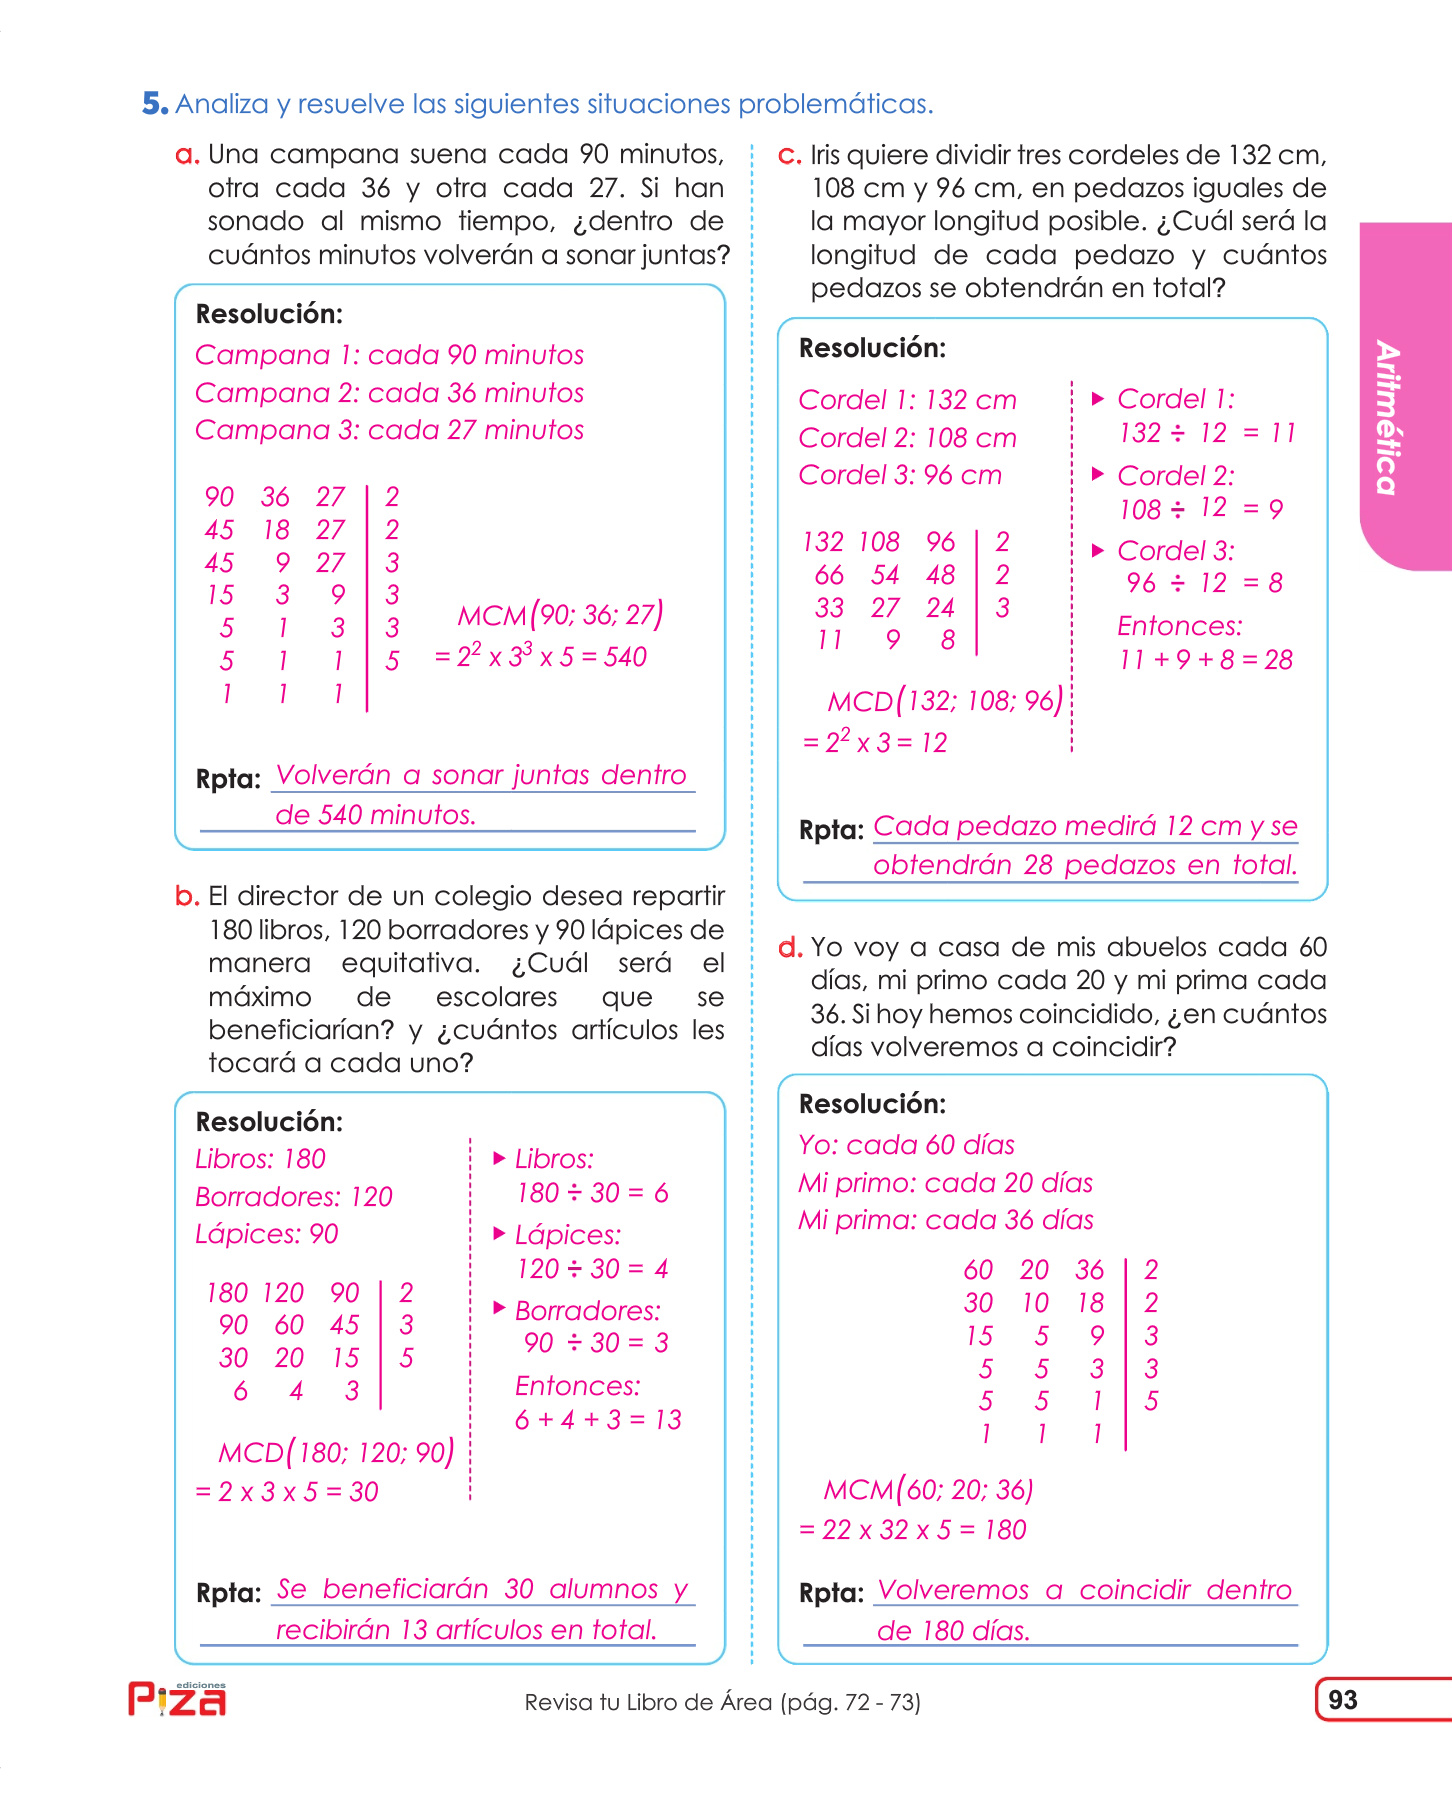 5. Analiza y resuelve las siguientes situaciones problemáticas.
a. Una campana suena cada 90 minutos,
otra cada 36 y otra cada 27. Si han
sonado al mismo tiempo, ¿dentro de
cuántos minutos volverán a sonar juntas?
Resolución:
Campana 1: cada 90 minutos
Campana 2: cada 36 minutos
Campana 3: cada 27 minutos
90 36 27 2
45 18 27 2
45 9 27 3
15 3 9 3
5 1 3 3
5 1 1 5
1 1 1
MCM(90; 36; 27)
= 2² x 3³ x 5 = 540
Rpta: Volverán a sonar juntas dentro
de 540 minutos.
b. El director de un colegio desea repartir
180 libros, 120 borradores y 90 lápices de
manera equitativa. ¿Cuál será el
máximo de escolares que se
beneficiarían? y ¿cuántos artículos les
tocará a cada uno?
Resolución:
Libros: 180
Borradores: 120
Lápices: 90
180 120 90 2
90 60 45 3
30 20 15 5
6 4 3
MCD(180; 120; 90)
= 2 x 3 x 5 = 30
Libros:
180 ÷ 30 = 6
Lápices:
120 ÷ 30 = 4
Borradores:
90 ÷ 30 = 3
Entonces:
6 + 4 + 3 = 13
Rpta: Se beneficiarán 30 alumnos y
recibirán 13 artículos en total.
c. Iris quiere dividir tres cordeles de 132 cm,
108 cm y 96 cm, en pedazos iguales de
la mayor longitud posible. ¿Cuál será la
longitud de cada pedazo y cuántos
pedazos se obtendrán en total?
Resolución:
Cordel 1: 132 cm
Cordel 2: 108 cm
Cordel 3: 96 cm
132 108 96 2
66 54 48 2
33 27 24 3
11 9 8
MCD(132; 108; 96)
= 2² x 3 = 12
Cordel 1:
132 ÷ 12 = 11
Cordel 2:
108 ÷ 12 = 9
Cordel 3:
96 ÷ 12 = 8
Entonces:
11 + 9 + 8 = 28
Rpta: Cada pedazo medirá 12 cm y se
obtendrán 28 pedazos en total.
d. Yo voy a casa de mis abuelos cada 60
días, mi primo cada 20 y mi prima cada
36. Si hoy hemos coincidido, ¿en cuántos
días volveremos a coincidir?
Resolución:
Yo: cada 60 días
Mi primo: cada 20 días
Mi prima: cada 36 días
60 20 36 2
30 10 18 2
15 5 9 3
5 5 3 3
5 5 1 5
1 1 1
MCM(60; 20; 36)
= 22 x 32 x 5 = 180
Rpta: Volveremos a coincidir dentro
de 180 días.
Aritmética
ediciones
Piza
Revisa tu Libro de Área (pág. 72 - 73)
93